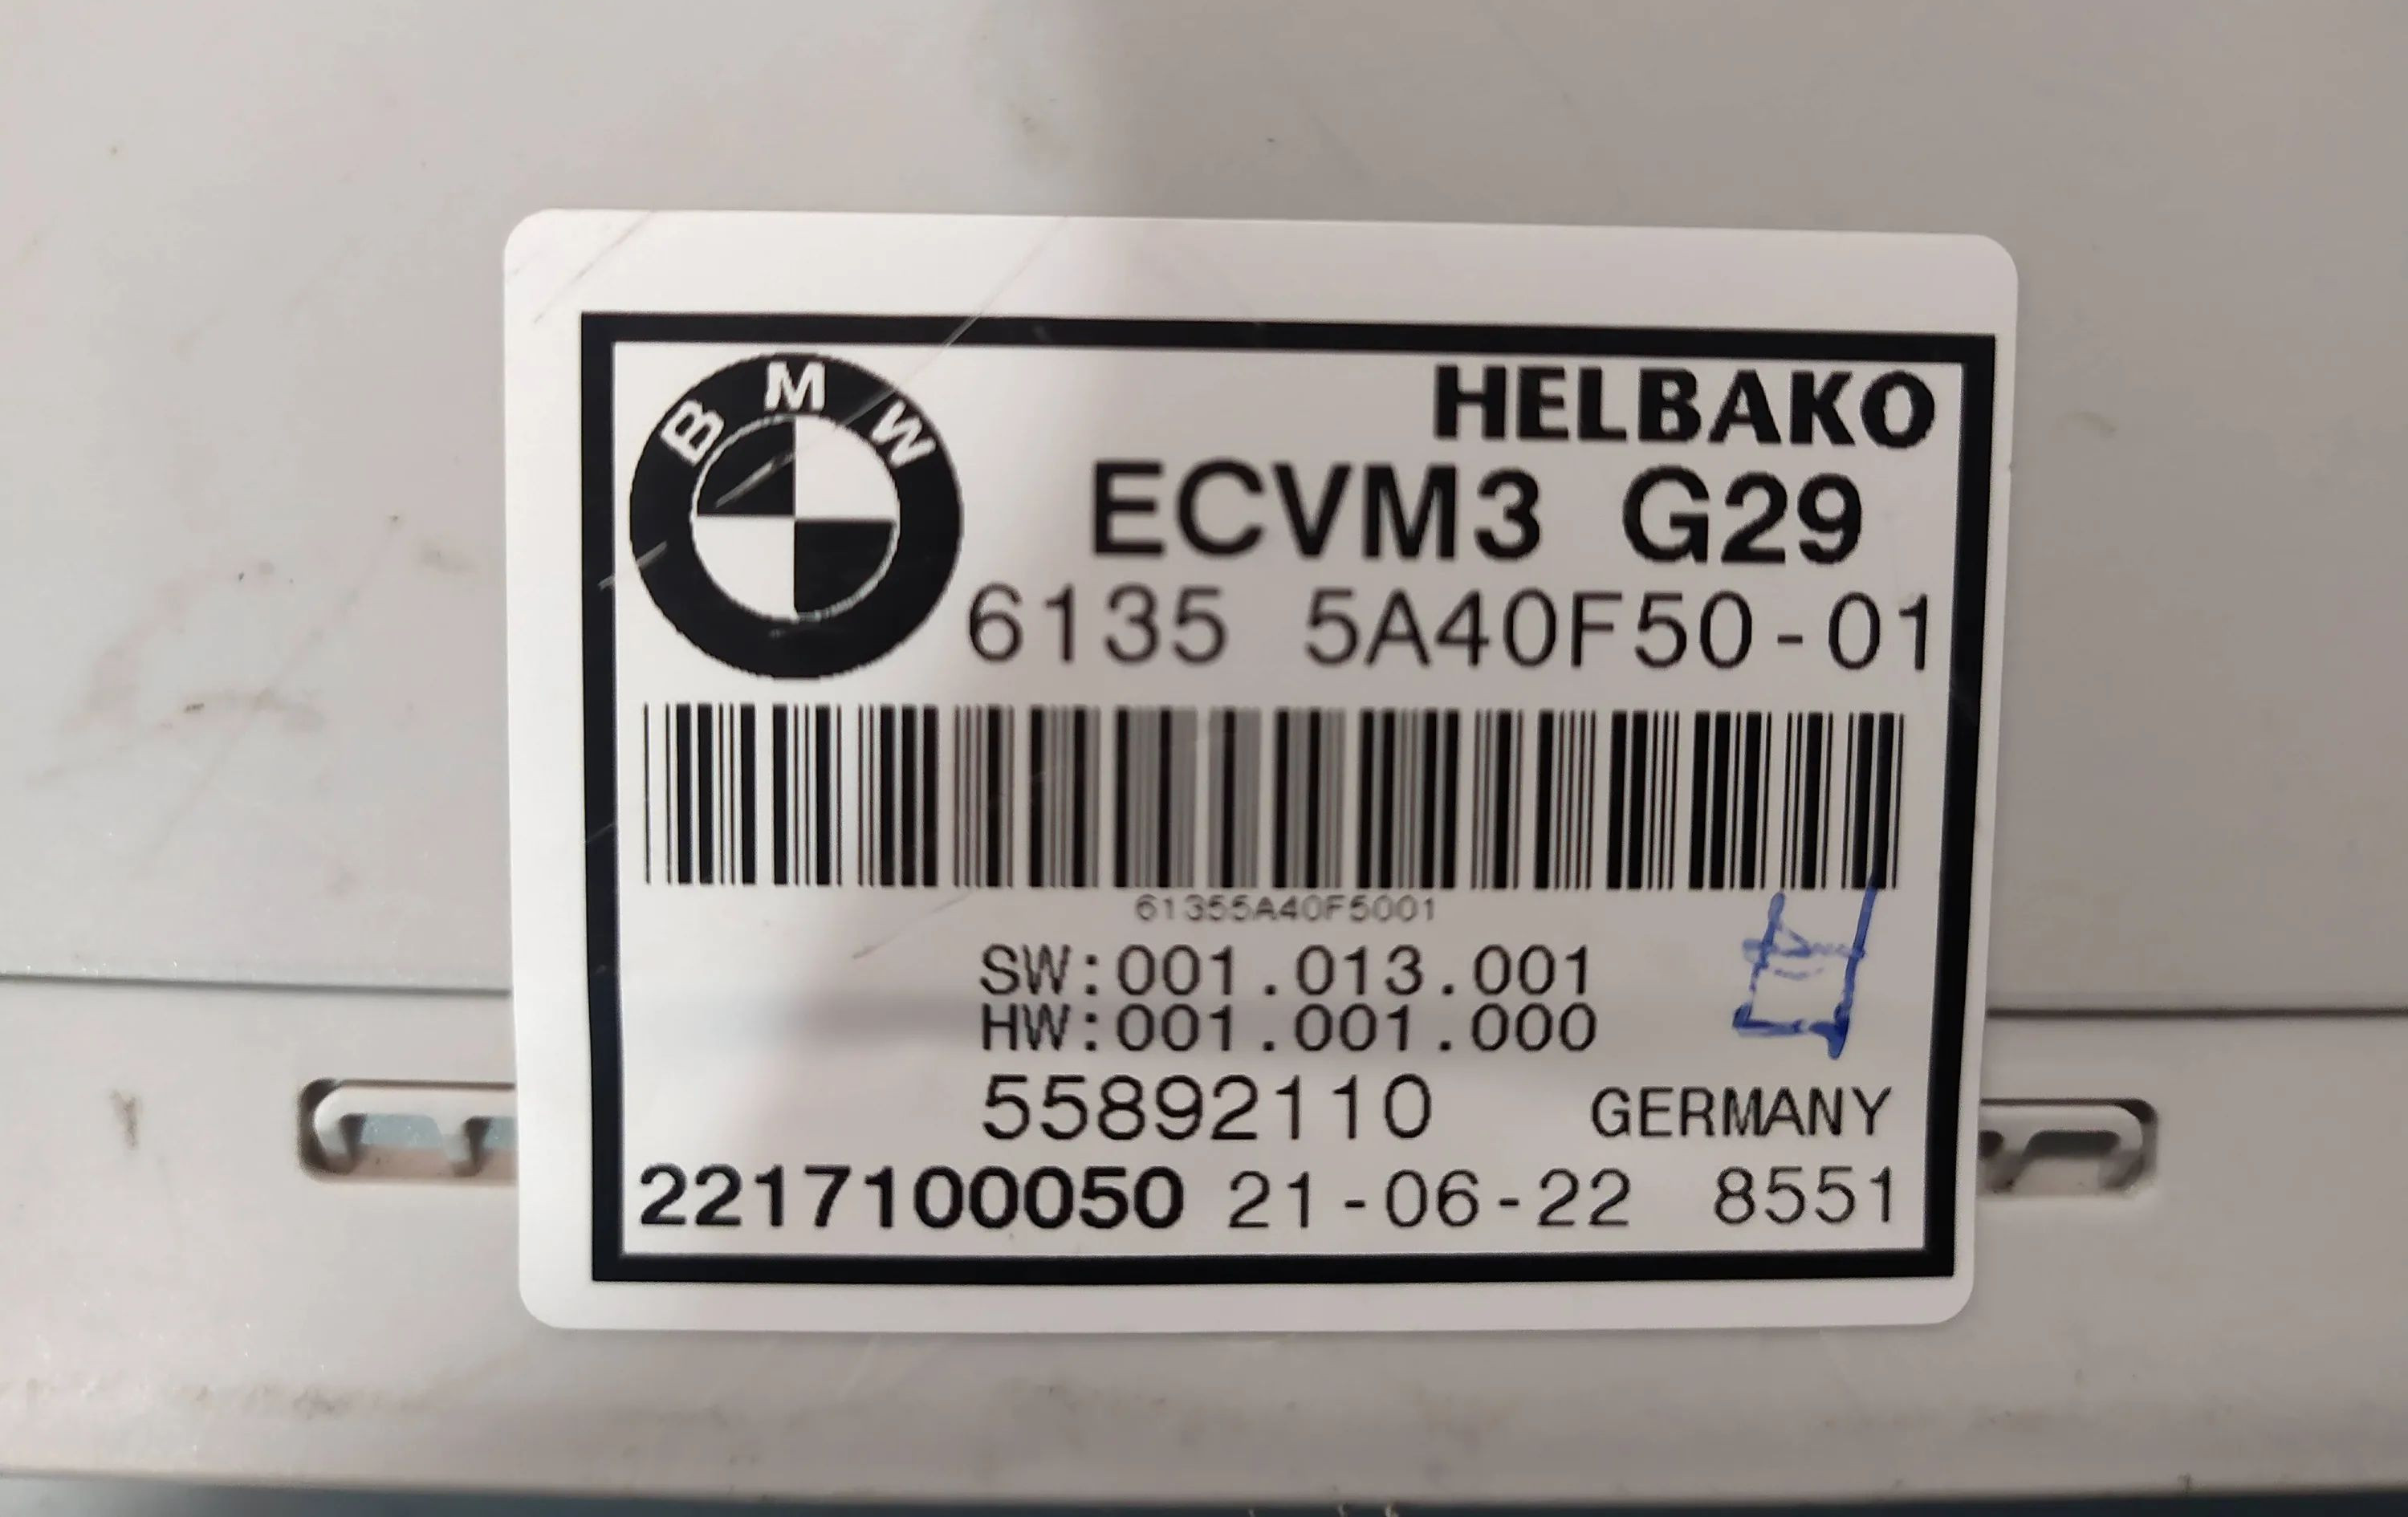 BMW
HELBAKO
ECVM3 G29
6135 5A40F50-01
61355A40F5001
SW:001.013.001
HW:001.001.000
55892110 GERMANY
2217100050 21-06-22 8551